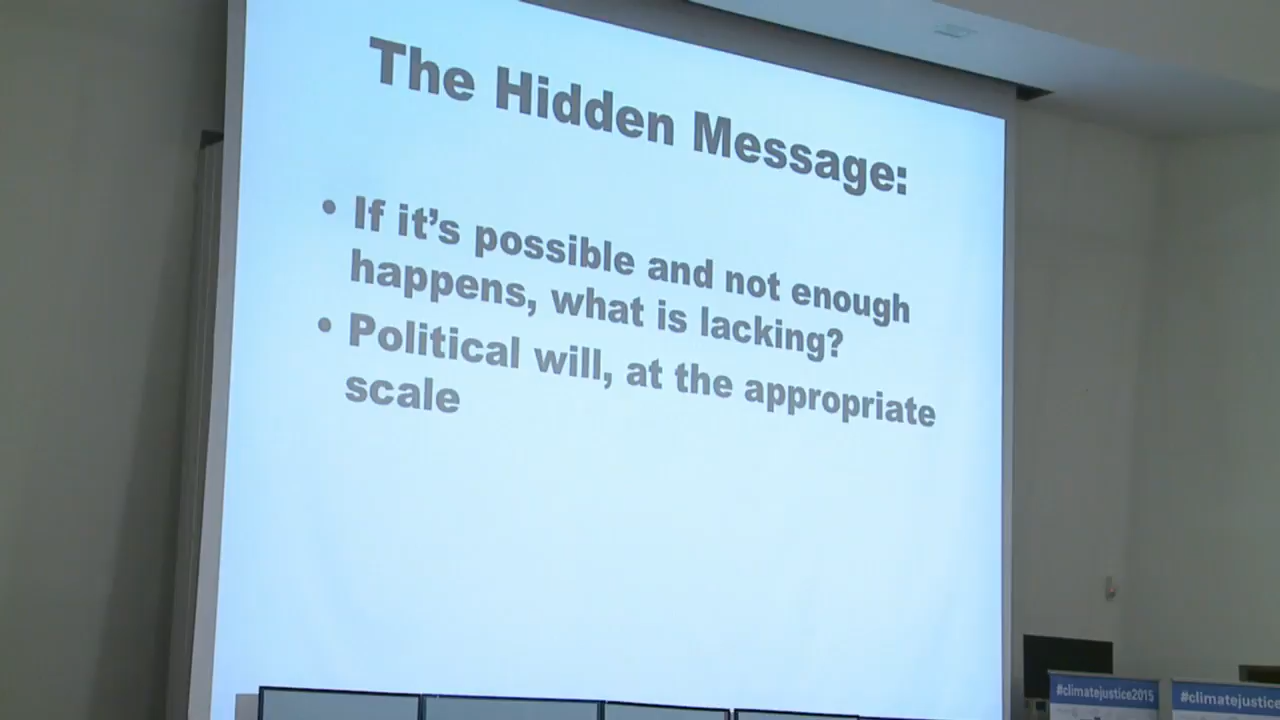 The Hidden Message:
• If it's possible and not enough
happens, what is lacking?
• Political will, at the appropriate
scale
#climatejustice2015
#climatejustice